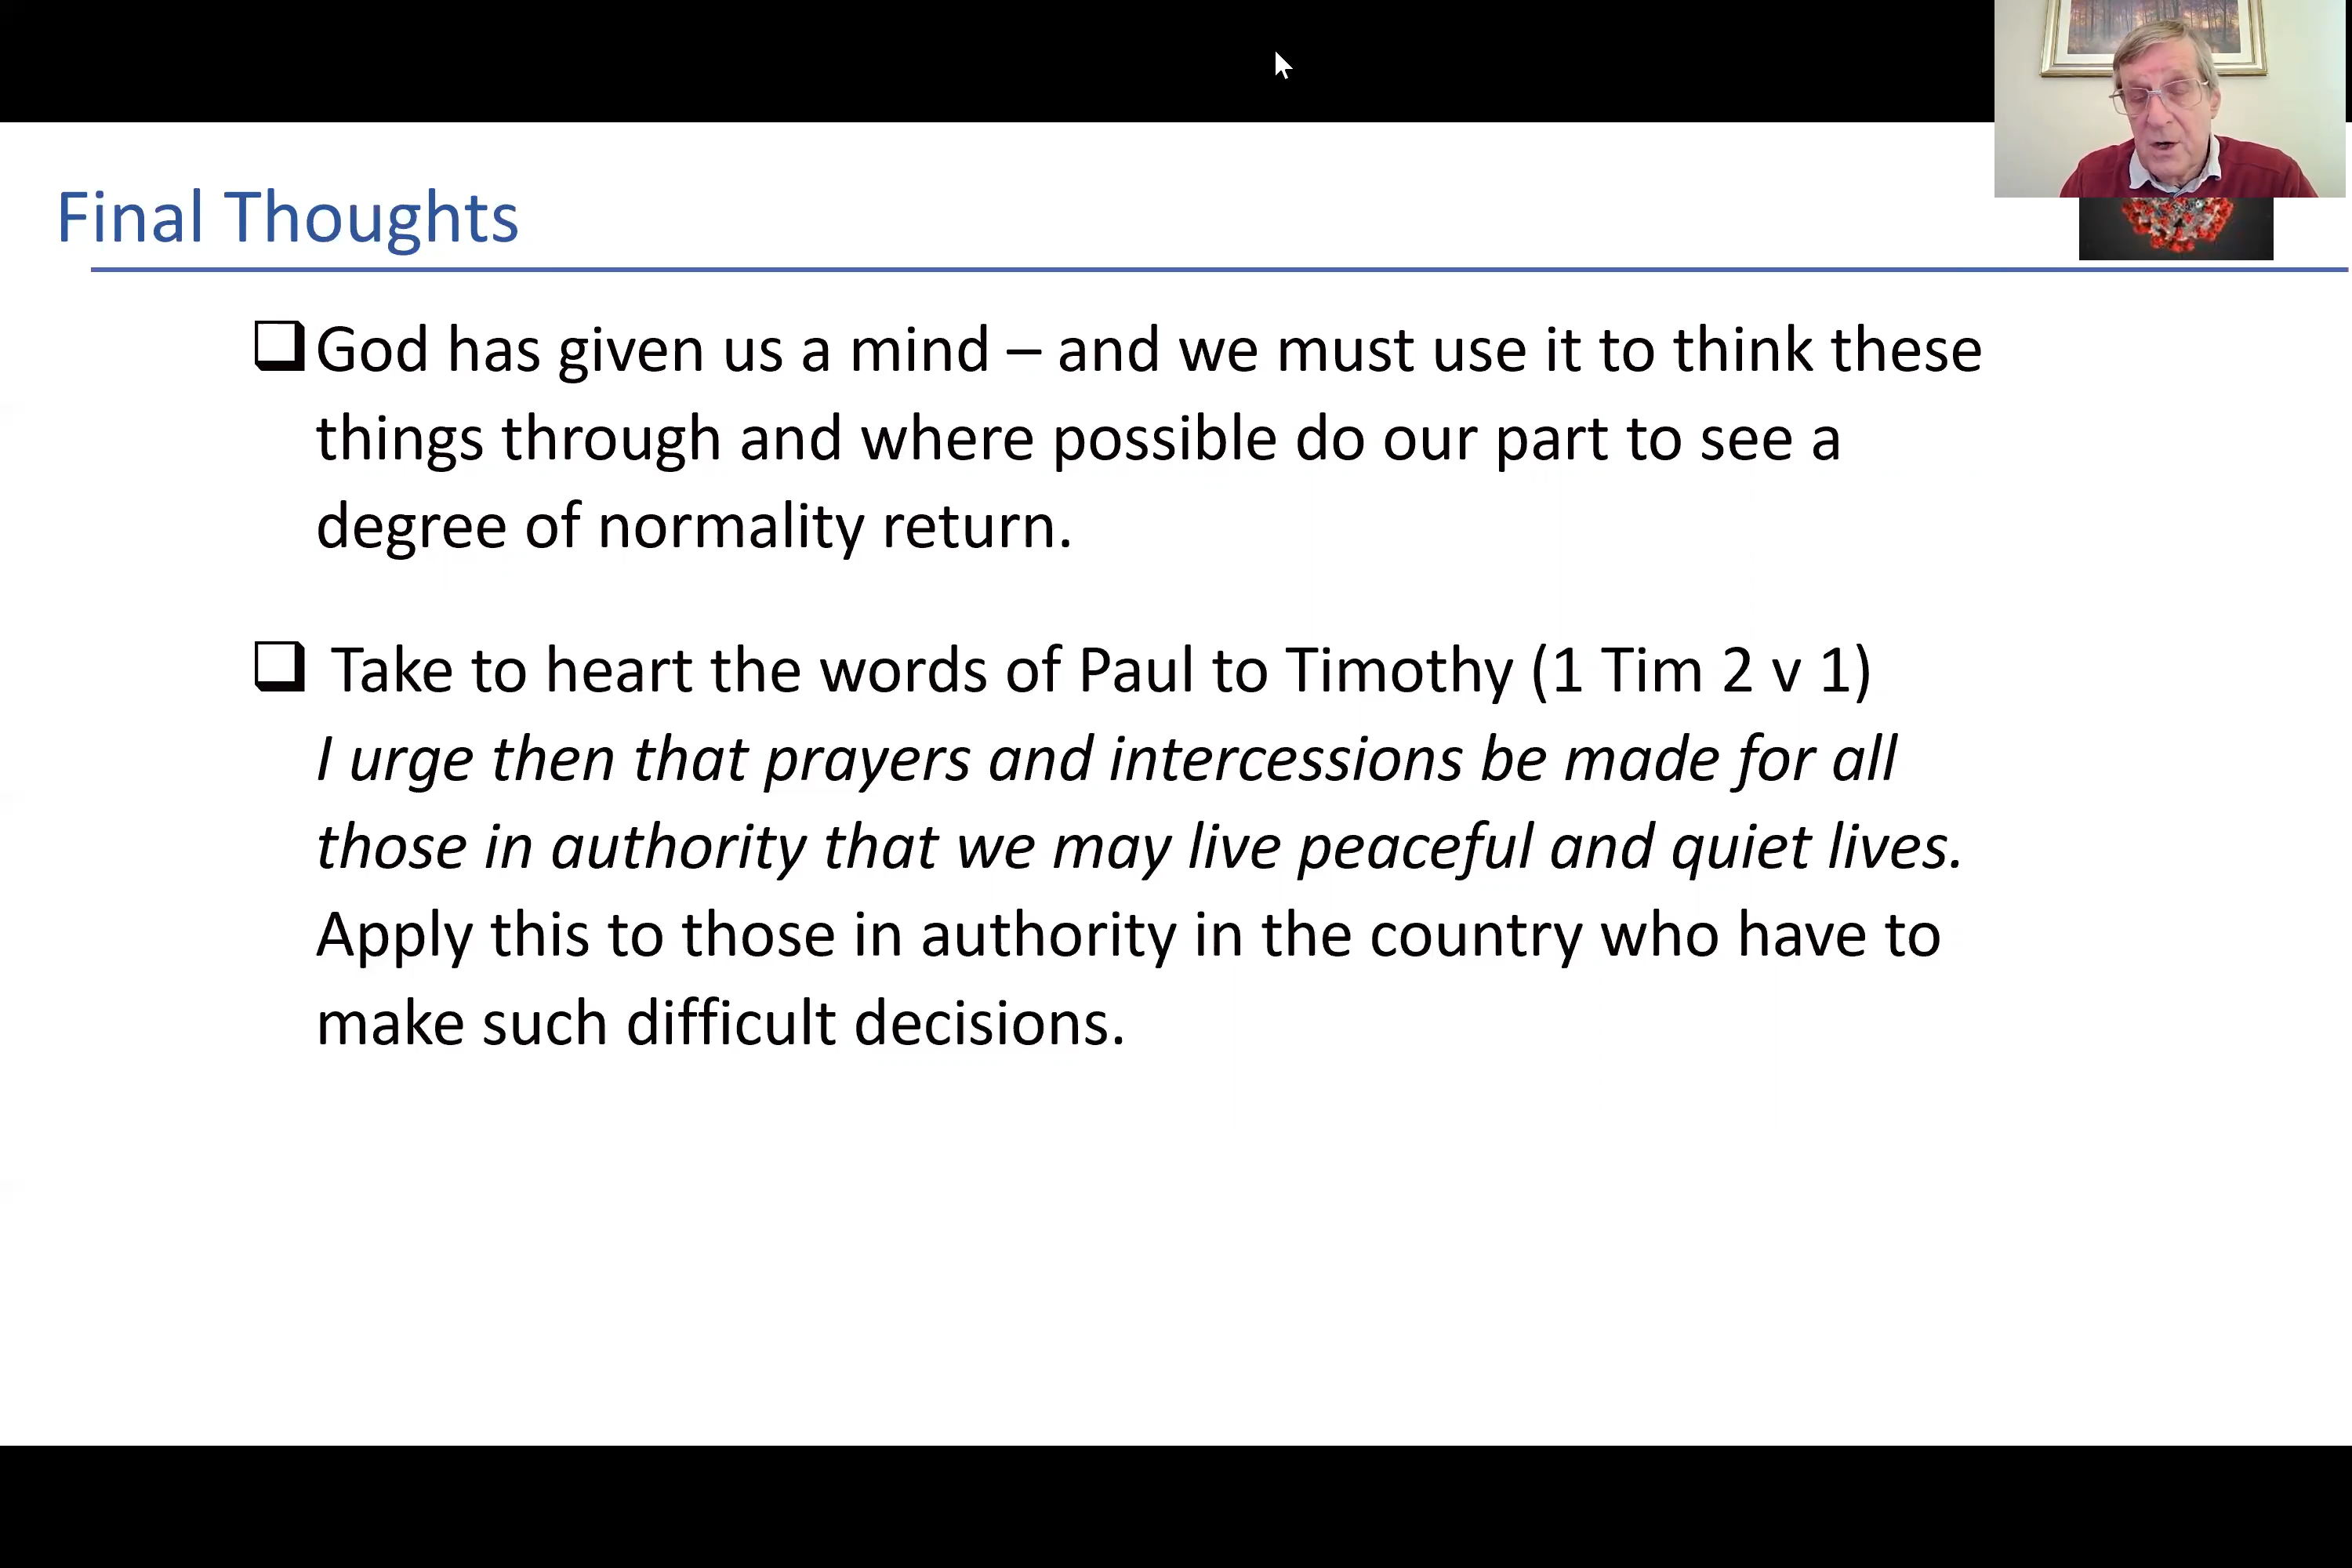 Final Thoughts
God has given us a mind – and we must use it to think these
things through and where possible do our part to see a
degree of normality return.
Take to heart the words of Paul to Timothy (1 Tim 2 v 1)
I urge then that prayers and intercessions be made for all
those in authority that we may live peaceful and quiet lives.
Apply this to those in authority in the country who have to
make such difficult decisions.